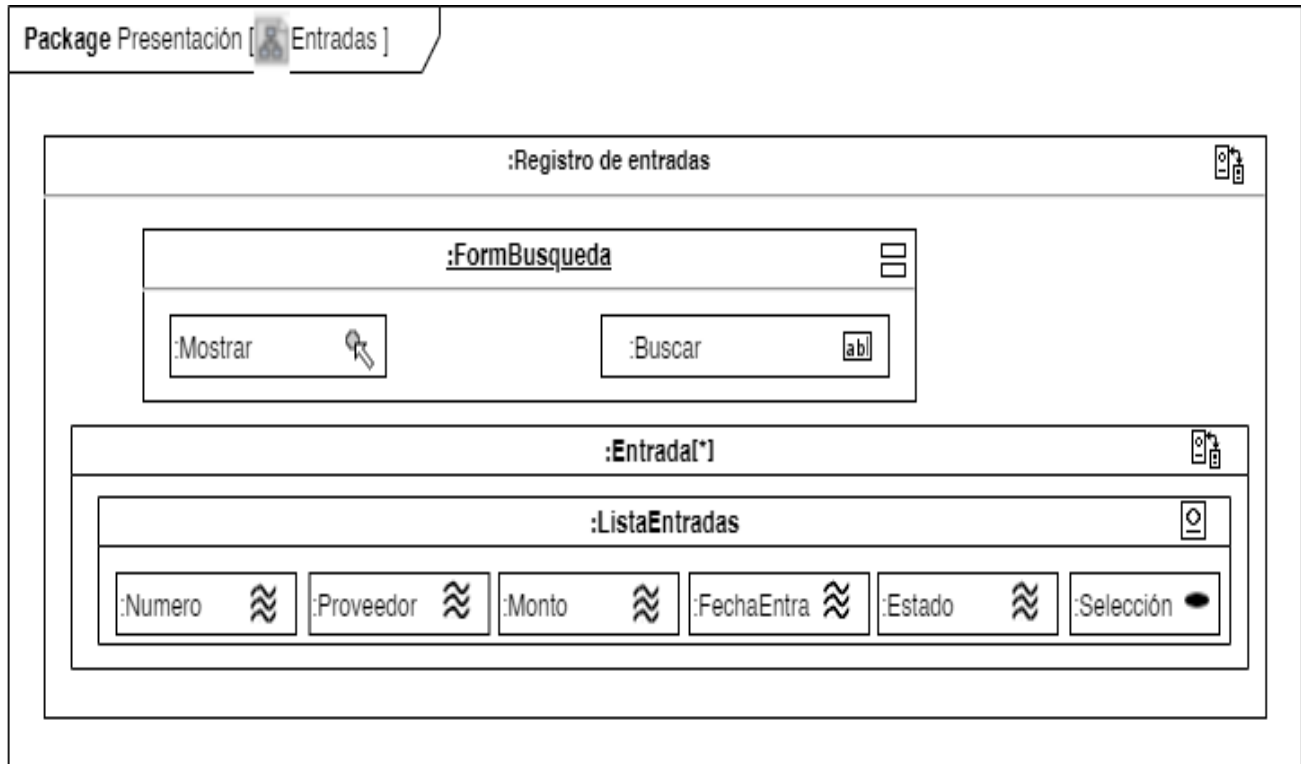 Package Presentación [ Entradas ]
:Registro de entradas
:FormBusqueda
:Mostrar :Buscar abl
:Entrada[*]
:ListaEntradas
:Numero :Proveedor :Monto :FechaEntra :Estado :Selección